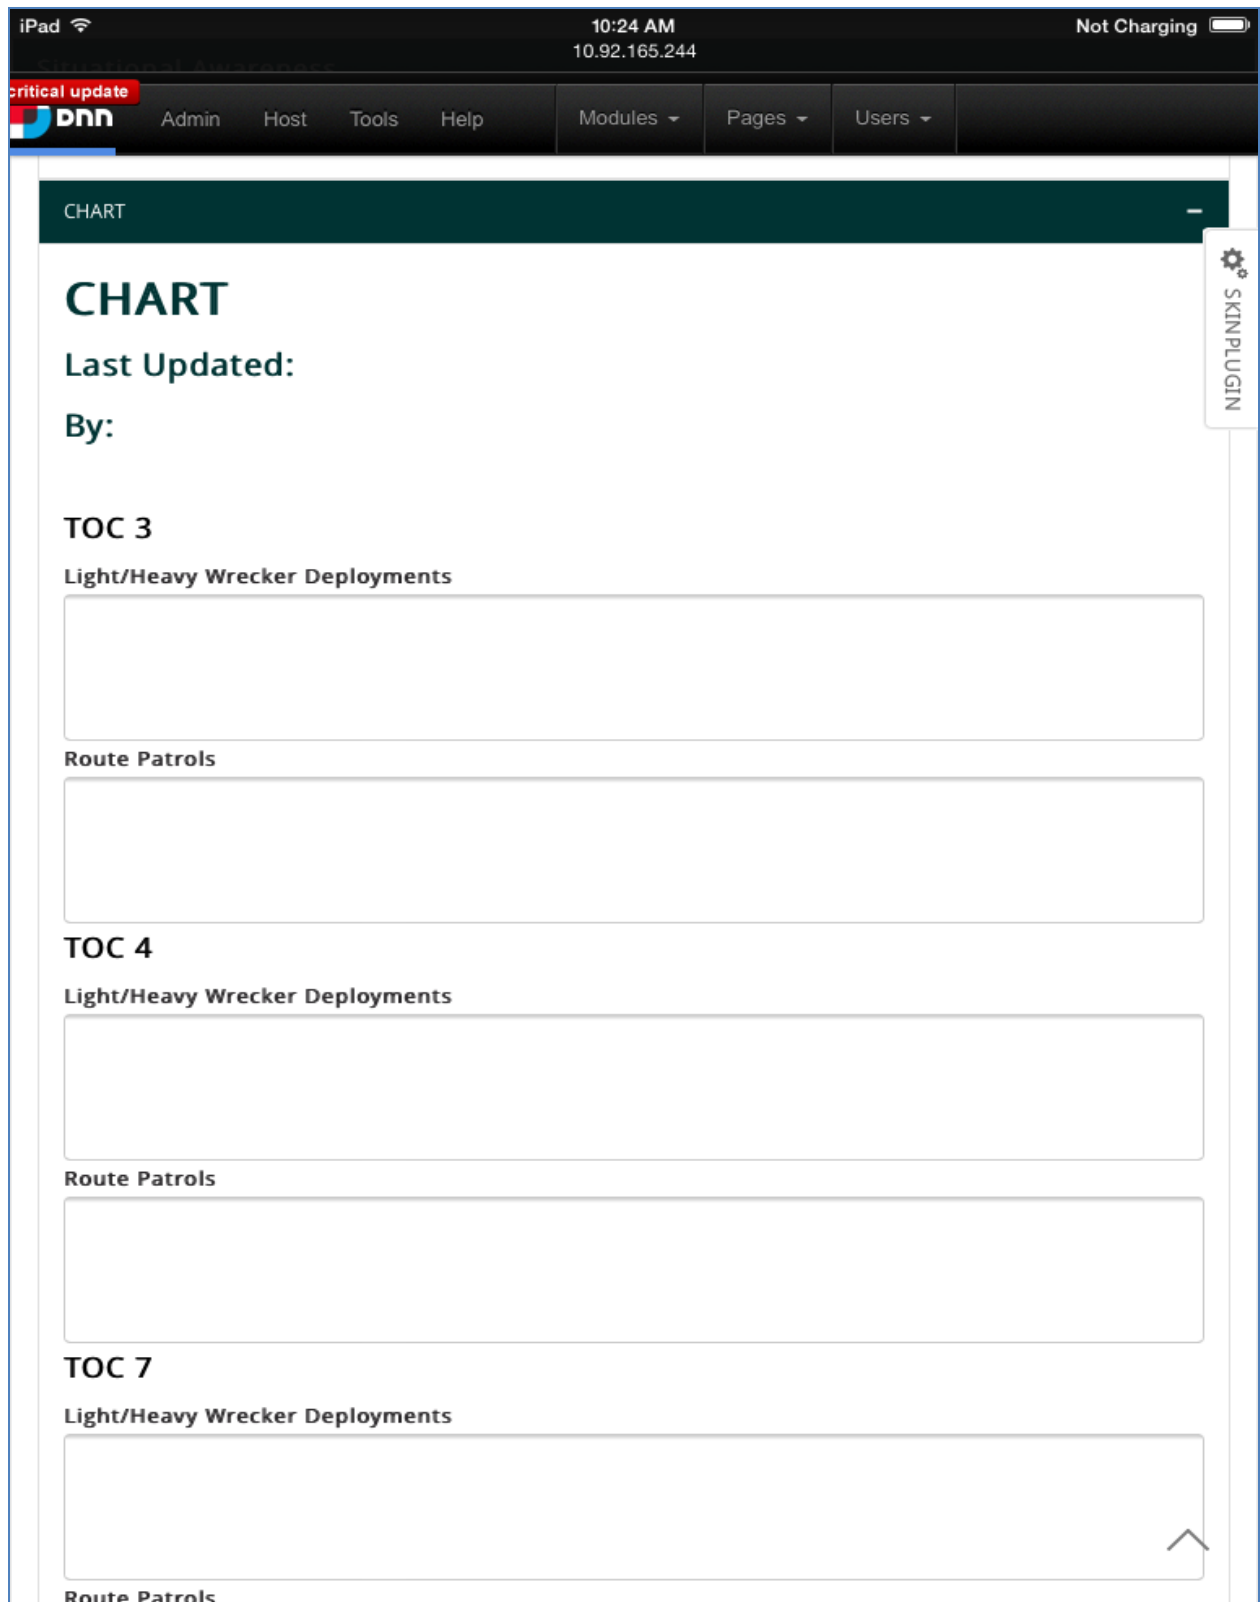 iPad 10:24 AM Not Charging
10.92.165.244
Situational Awareness
critical update
DNN Admin Host Tools Help Modules Pages Users
CHART
SKINPLUGIN
CHART
Last Updated:
By:
TOC 3
Light/Heavy Wrecker Deployments
Route Patrols
TOC 4
Light/Heavy Wrecker Deployments
Route Patrols
TOC 7
Light/Heavy Wrecker Deployments
Route Patrols